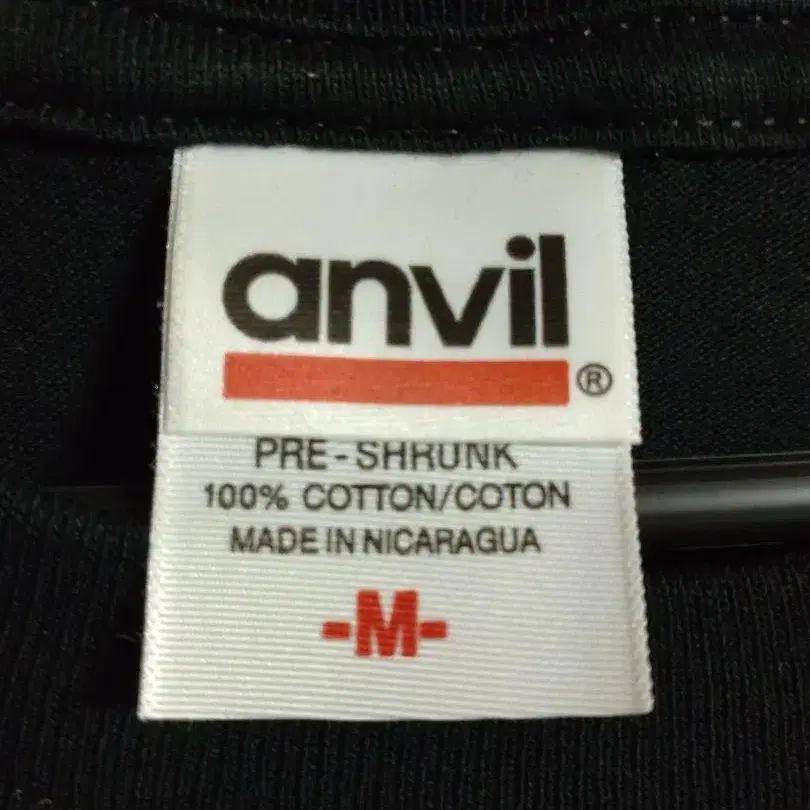 anvil®
PRE-SHRUNK
100% COTTON/COTON
MADE IN NICARAGUA
-M-